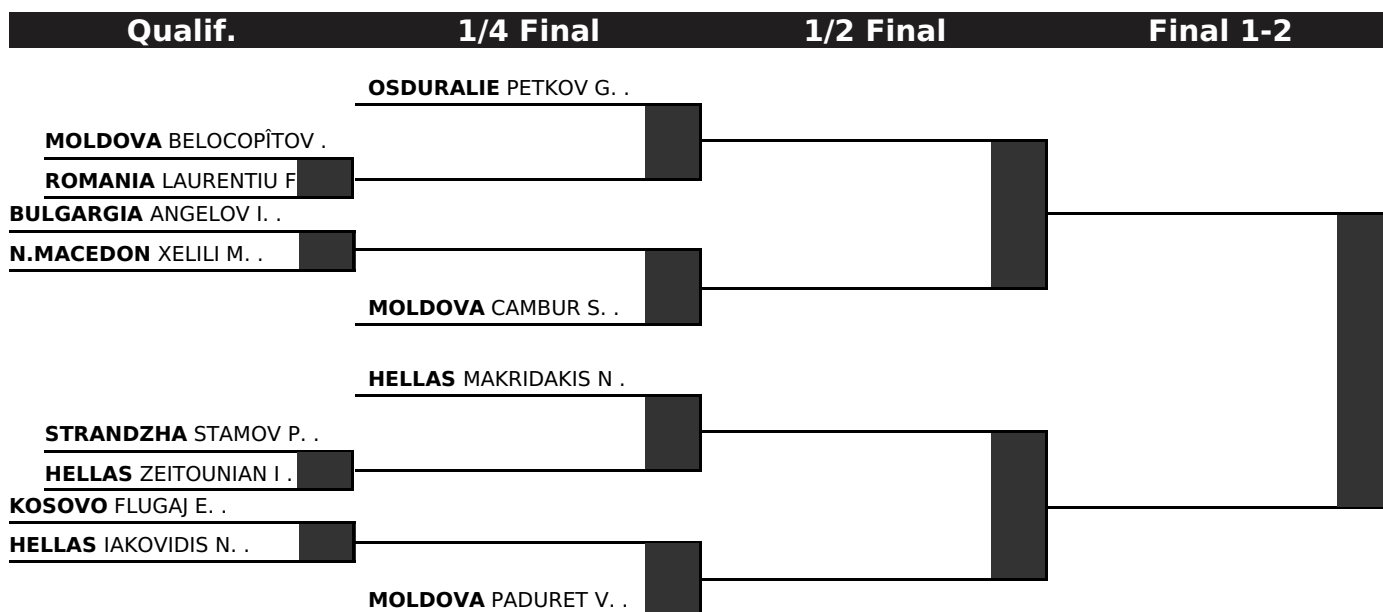 Qualif. 1/4 Final 1/2 Final Final 1-2
OSDURALIE PETKOV G. .
MOLDOVA BELOCOPÎTOV .
ROMANIA LAURENTIU F
BULGARGIA ANGELOV I. .
N.MACEDON XELILI M. .
MOLDOVA CAMBUR S. .
HELLAS MAKRIDAKIS N .
STRANDZHA STAMOV P. .
HELLAS ZEITOUNIAN I .
KOSOVO FLUGAJ E. .
HELLAS IAKOVIDIS N. .
MOLDOVA PADURET V. .